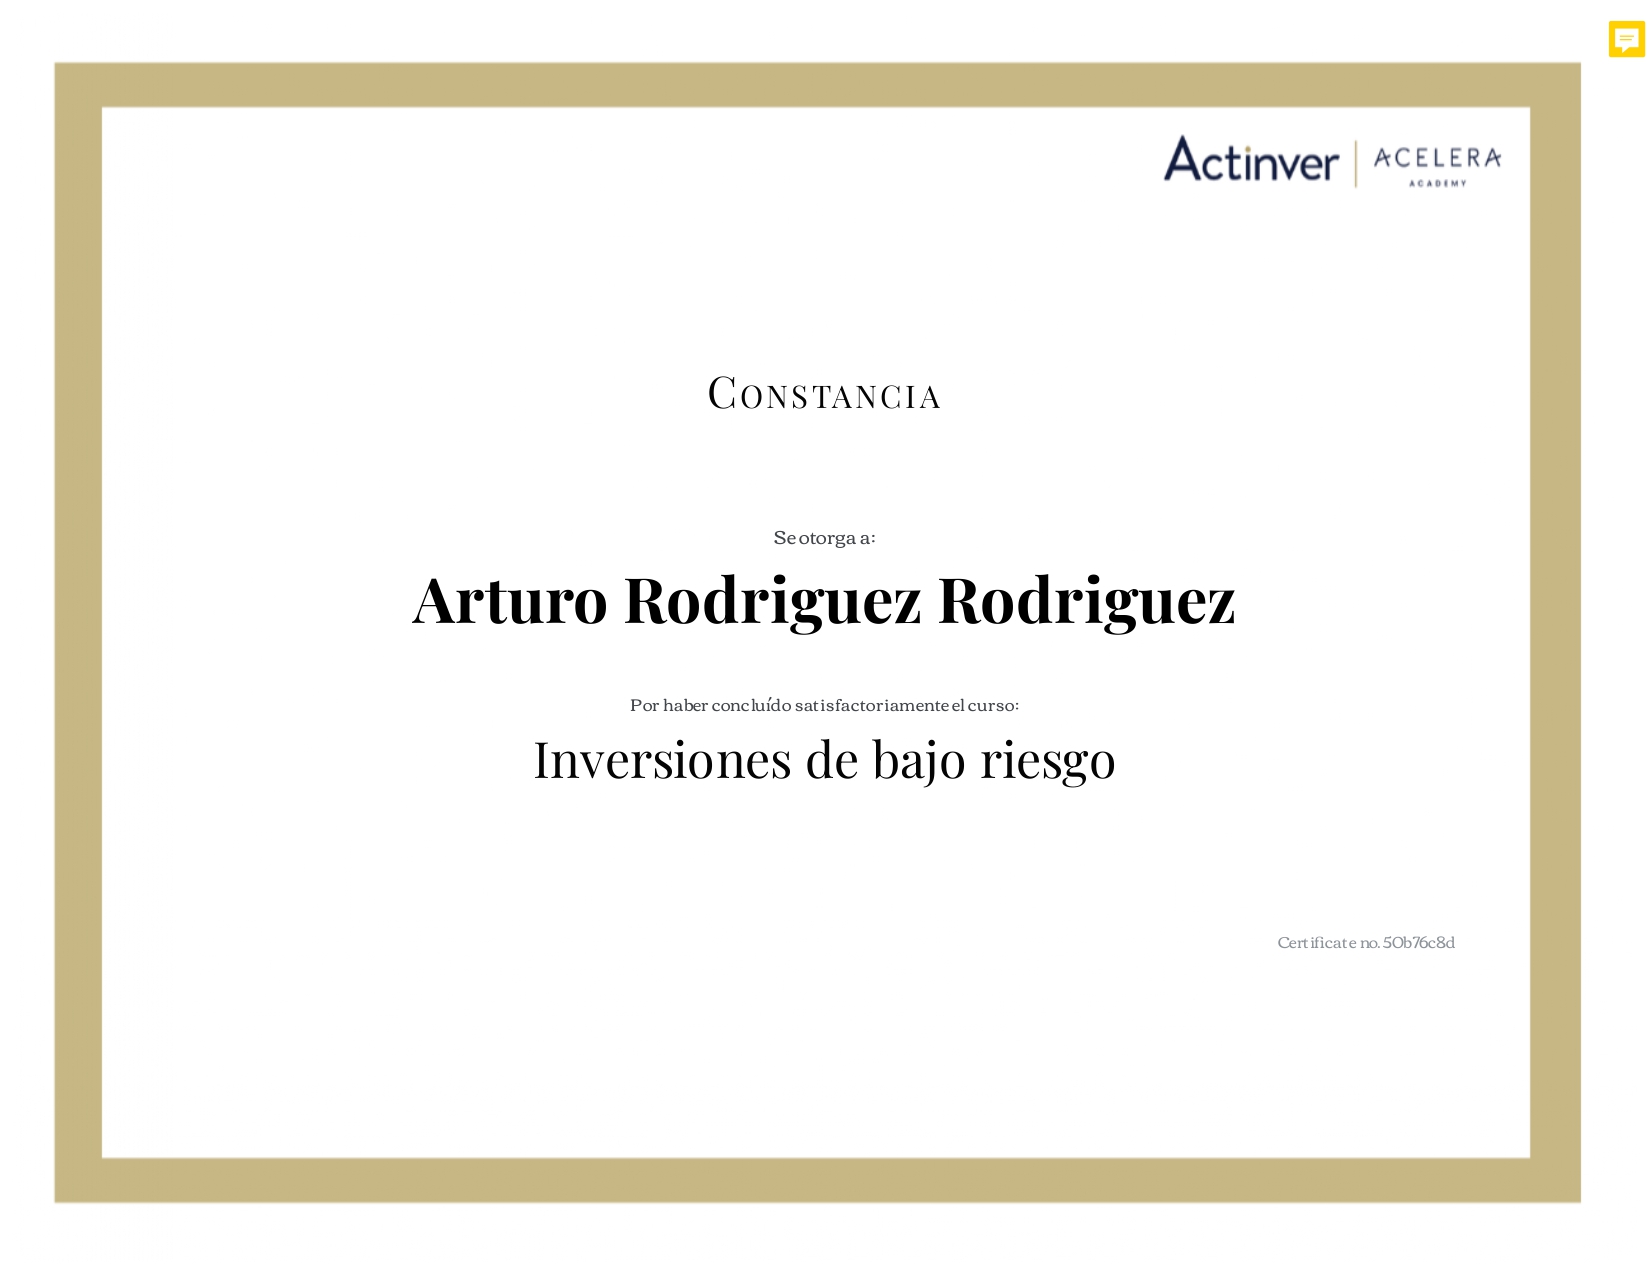 Actinver | ACELERA
ACADEMY
CONSTANCIA
Se otorga a:
Arturo Rodriguez Rodriguez
Por haber concluído satisfactoriamente el curso:
Inversiones de bajo riesgo
Certificate no. 50b76c8d